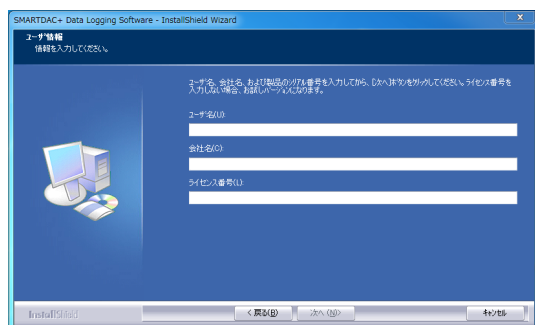 SMARTDAC+ Data Logging Software - InstallShield Wizard
ユーザ情報
情報を入力してください。
ユーザ名、会社名、および製品のシリアル番号を入力してから、[次へ]ボタンをクリックしてください。ライセンス番号を
入力しない場合、お試しバージョンになります。
ユーザ名(U):
会社名(C):
ライセンス番号(L):
InstallShield
< 戻る(B)
次へ (N)>
キャンセル